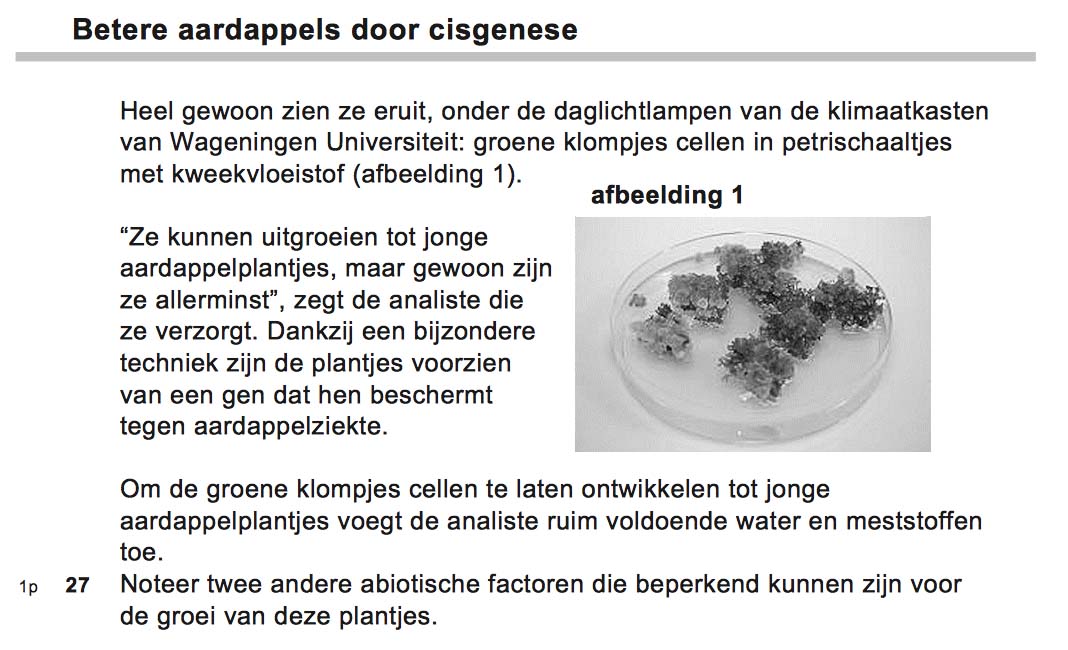 Betere aardappels door cisgenese
Heel gewoon zien ze eruit, onder de daglichtlampen van de klimaatkasten
van Wageningen Universiteit: groene klompjes cellen in petrischaaltjes
met kweekvloeistof (afbeelding 1).
afbeelding 1
“Ze kunnen uitgroeien tot jonge
aardappelplantjes, maar gewoon zijn
ze allerminst”, zegt de analiste die
ze verzorgt. Dankzij een bijzondere
techniek zijn de plantjes voorzien
van een gen dat hen beschermt
tegen aardappelziekte.
Om de groene klompjes cellen te laten ontwikkelen tot jonge
aardappelplantjes voegt de analiste ruim voldoende water en meststoffen
toe.
1p 27 Noteer twee andere abiotische factoren die beperkend kunnen zijn voor
de groei van deze plantjes.